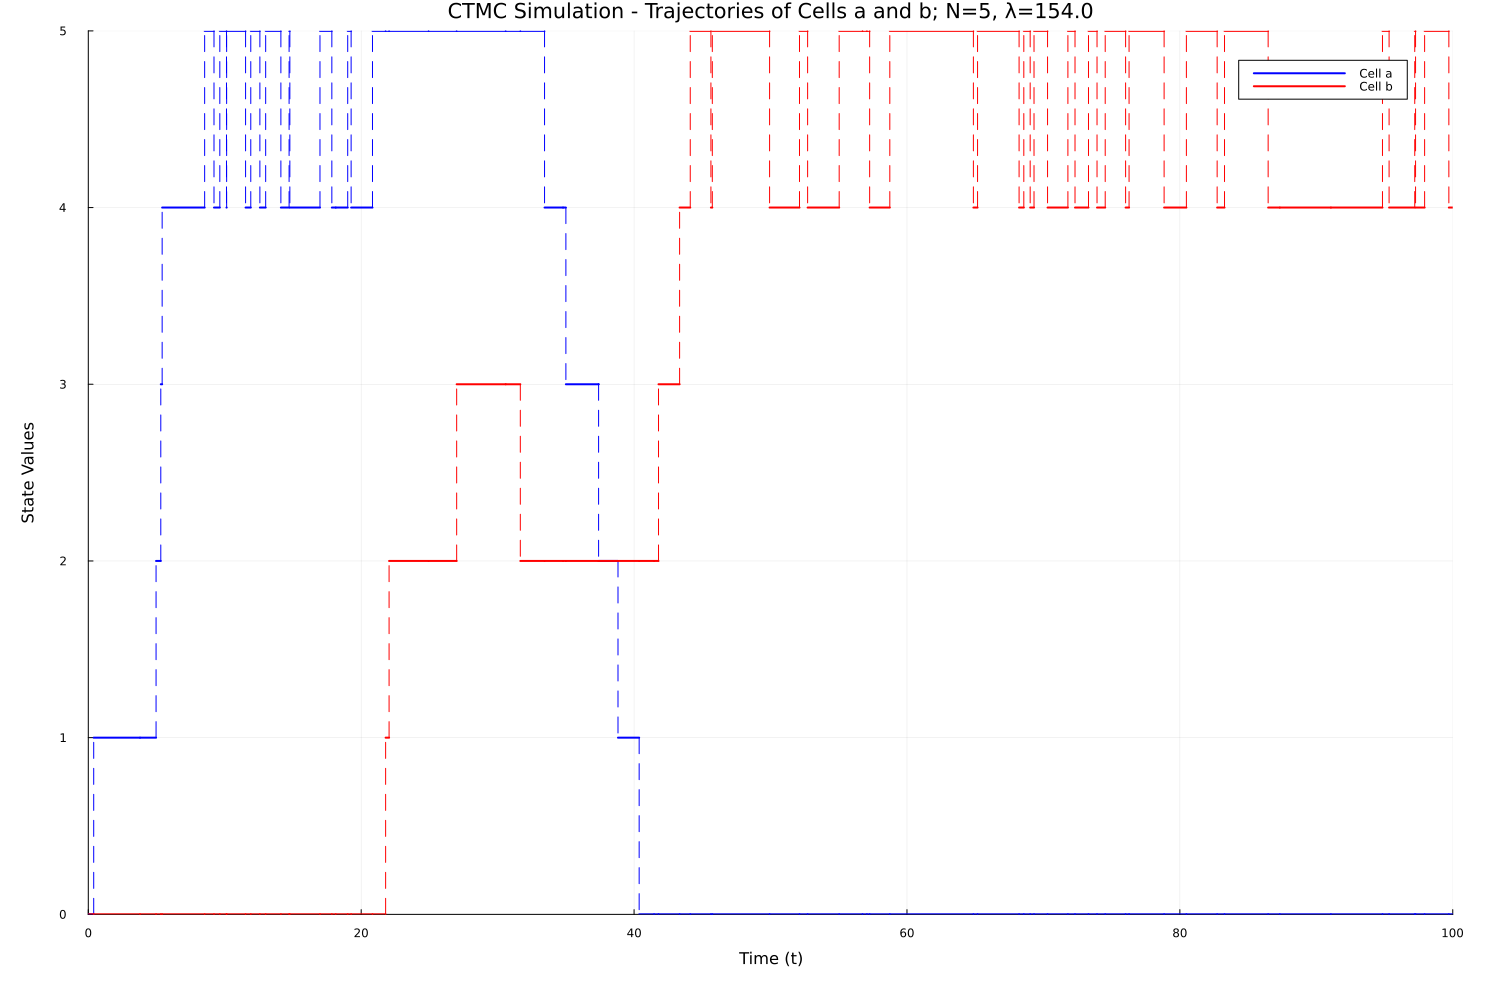 CTMC Simulation - Trajectories of Cells a and b; N=5, λ=154.0
5
Cell a
Cell b
4
3
State Values
2
1
0
0 20 40 60 80 100
Time (t)